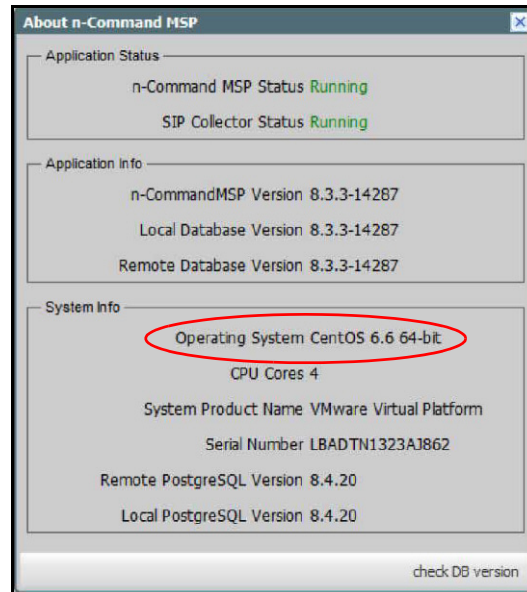 About n-Command MSP
Application Status
n-Command MSP Status Running
SIP Collector Status Running
Application Info
n-CommandMSP Version 8.3.3-14287
Local Database Version 8.3.3-14287
Remote Database Version 8.3.3-14287
System Info
Operating System CentOS 6.6 64-bit
CPU Cores 4
System Product Name VMware Virtual Platform
Serial Number LBADTN1323AJ862
Remote PostgreSQL Version 8.4.20
Local PostgreSQL Version 8.4.20
check DB version